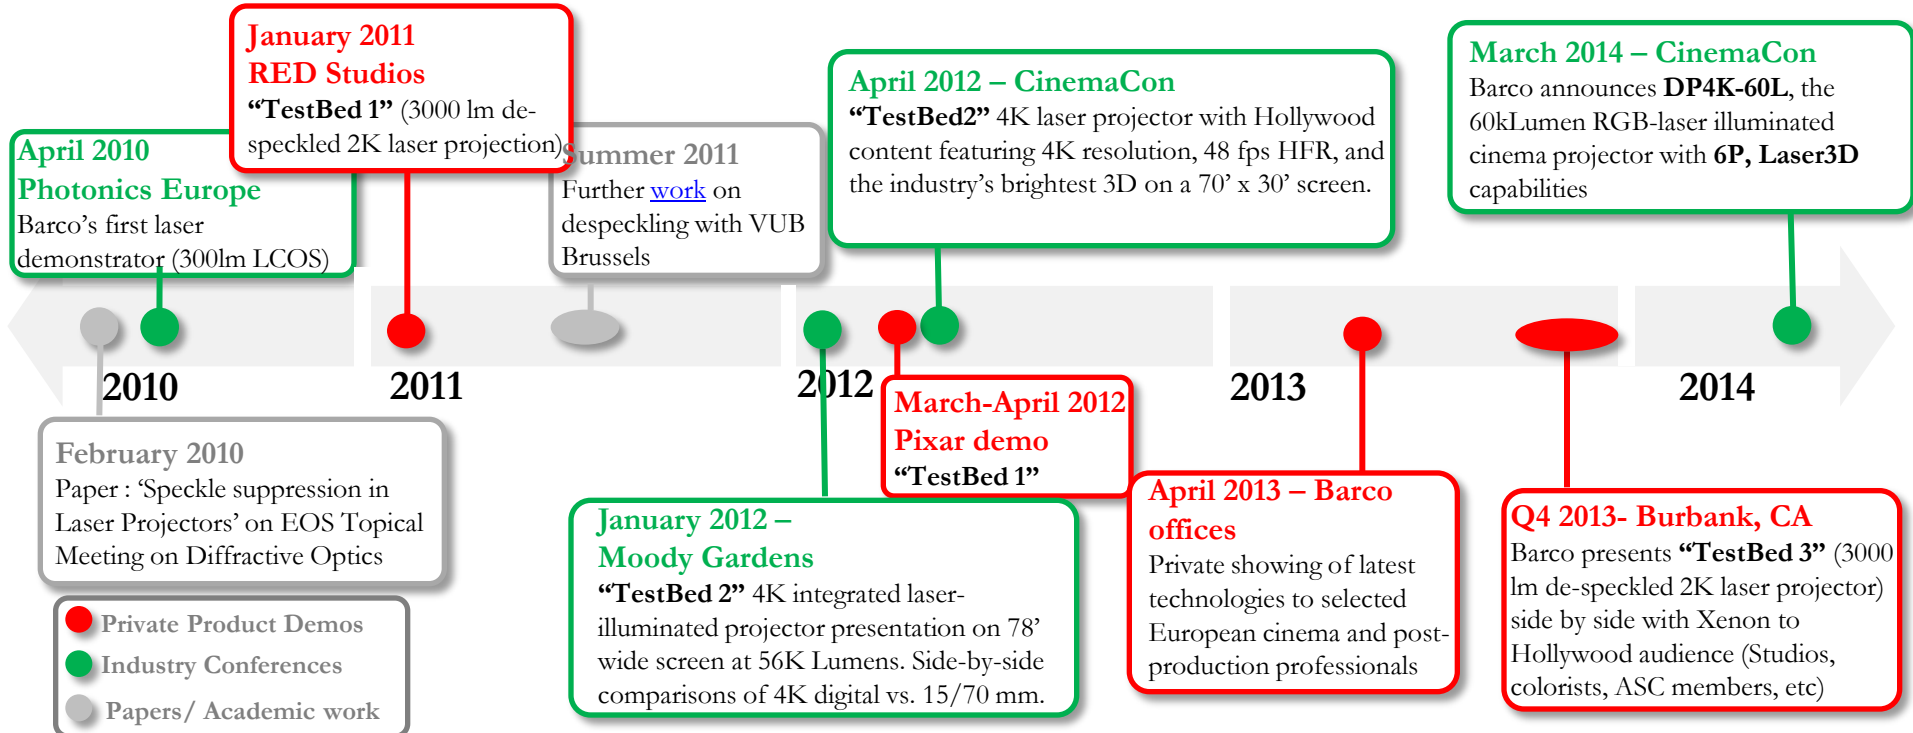 January 2011
RED Studios
“TestBed 1” (3000 lm de-
speckled 2K laser projection)
April 2010
Photonics Europe
Barco’s first laser
demonstrator (300lm LCOS)
Summer 2011
Further work on
despeckling with VUB
Brussels
April 2012 – CinemaCon
“TestBed2” 4K laser projector with Hollywood
content featuring 4K resolution, 48 fps HFR, and
the industry’s brightest 3D on a 70’ x 30’ screen.
March 2014 – CinemaCon
Barco announces DP4K-60L, the
60kLumen RGB-laser illuminated
cinema projector with 6P, Laser3D
capabilities
2010
2011
2012
2013
2014
February 2010
Paper : ‘Speckle suppression in
Laser Projectors’ on EOS Topical
Meeting on Diffractive Optics
March-April 2012
Pixar demo
“TestBed 1”
January 2012 –
Moody Gardens
“TestBed 2” 4K integrated laser-
illuminated projector presentation on 78’
wide screen at 56K Lumens. Side-by-side
comparisons of 4K digital vs. 15/70 mm.
April 2013 – Barco
offices
Private showing of latest
technologies to selected
European cinema and post-
production professionals
Q4 2013- Burbank, CA
Barco presents “TestBed 3” (3000
lm de-speckled 2K laser projector)
side by side with Xenon to
Hollywood audience (Studios,
colorists, ASC members, etc)
Private Product Demos
Industry Conferences
Papers/ Academic work